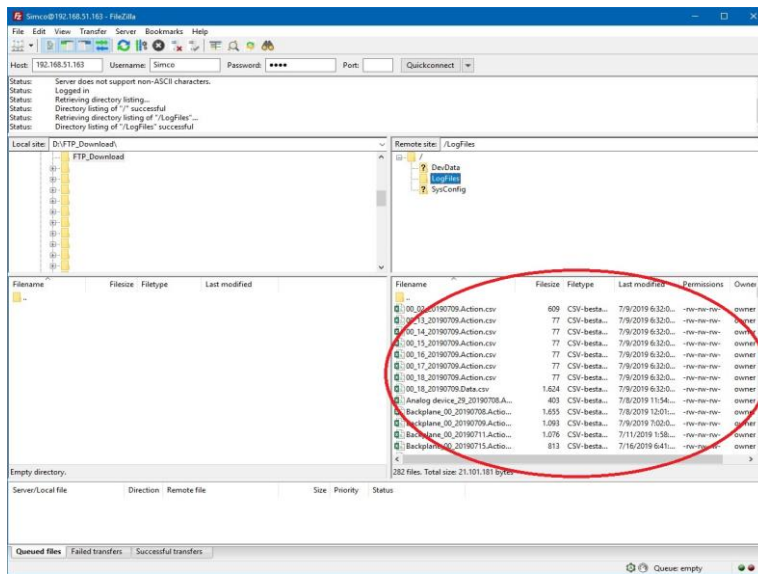 Simco@192.168.51.163 - FileZilla
File Edit View Transfer Server Bookmarks Help
Host: 192.168.51.163 Username: Simco Password: •••• Port: Quickconnect
Status: Server does not support non-ASCII characters.
Status: Logged in
Status: Retrieving directory listing...
Status: Directory listing of "/" successful
Status: Retrieving directory listing of "/LogFiles"...
Status: Directory listing of "/LogFiles" successful
Local site: D:\FTP_Download\
FTP_Download
Remote site: /LogFiles
/
DevData
LogFiles
SysConfig
Filename Filesize Filetype Last modified
..
Empty directory.
Filename Filesize Filetype Last modified Permissions Owner
..
00_02_20190709.Action.csv 609 CSV-besta... 7/9/2019 6:32:0... -rw-rw-rw- owner
00_13_20190709.Action.csv 77 CSV-besta... 7/9/2019 6:32:0... -rw-rw-rw- owner
00_14_20190709.Action.csv 77 CSV-besta... 7/9/2019 6:32:0... -rw-rw-rw- owner
00_15_20190709.Action.csv 77 CSV-besta... 7/9/2019 6:32:0... -rw-rw-rw- owner
00_16_20190709.Action.csv 77 CSV-besta... 7/9/2019 6:32:0... -rw-rw-rw- owner
00_17_20190709.Action.csv 77 CSV-besta... 7/9/2019 6:32:0... -rw-rw-rw- owner
00_18_20190709.Action.csv 77 CSV-besta... 7/9/2019 6:32:0... -rw-rw-rw- owner
00_18_20190709.Data.csv 1.624 CSV-besta... 7/9/2019 6:32:0... -rw-rw-rw- owner
Analog device_29_20190708.A... 403 CSV-besta... 7/8/2019 11:54:... -rw-rw-rw- owner
Backplane_00_20190708.Actio... 1.655 CSV-besta... 7/8/2019 12:01:... -rw-rw-rw- owner
Backplane_00_20190709.Actio... 1.093 CSV-besta... 7/9/2019 7:02:0... -rw-rw-rw- owner
Backplane_00_20190711.Actio... 1.076 CSV-besta... 7/11/2019 1:58:... -rw-rw-rw- owner
Backplane_00_20190715.Actio... 813 CSV-besta... 7/16/2019 6:41:... -rw-rw-rw- owner
282 files. Total size: 21.101.181 bytes
Server/Local file Direction Remote file Size Priority Status
Queued files Failed transfers Successful transfers
Queue: empty